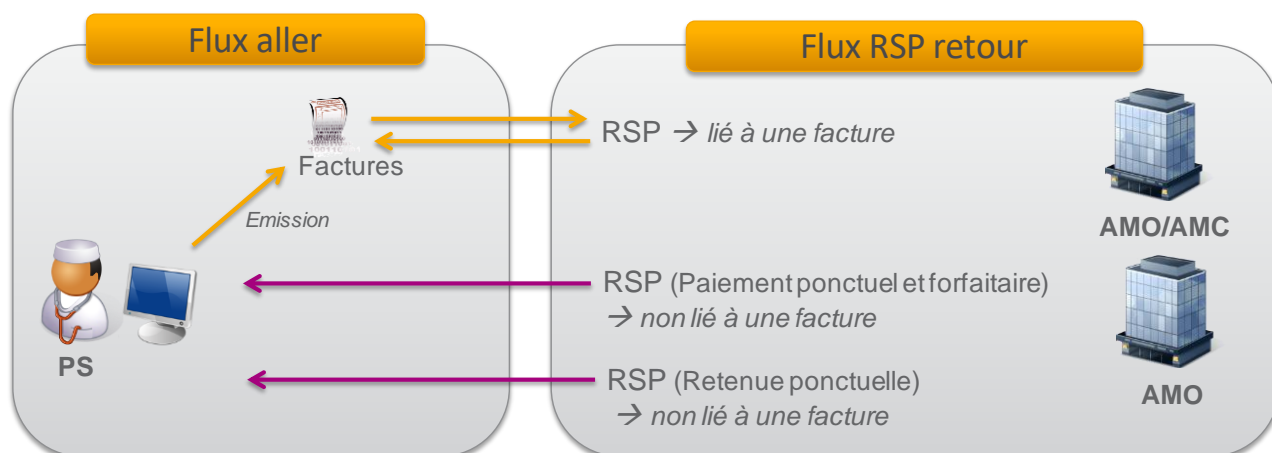 Flux aller
Flux RSP retour
Factures
Emission
PS
RSP → lié à une facture
AMO/AMC
RSP (Paiement ponctuel et forfaitaire)
→ non lié à une facture
RSP (Retenue ponctuelle)
→ non lié à une facture
AMO